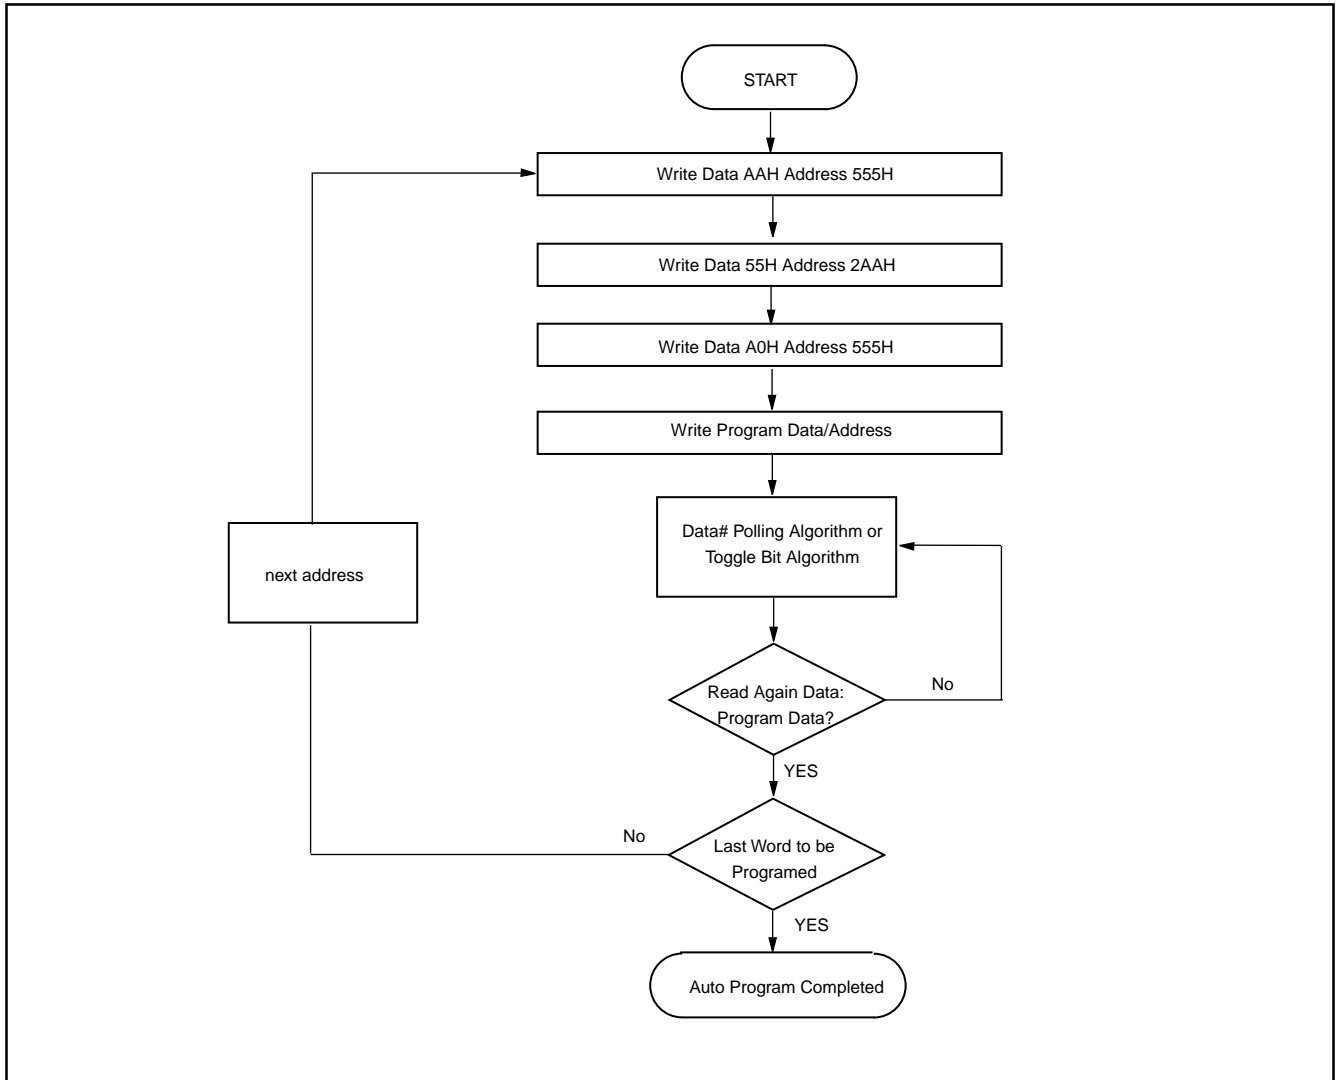 START
Write Data AAH Address 555H
Write Data 55H Address 2AAH
Write Data A0H Address 555H
Write Program Data/Address
Data# Polling Algorithm or
Toggle Bit Algorithm
next address
Read Again Data:
Program Data?
No
YES
No
Last Word to be
Programed
YES
Auto Program Completed